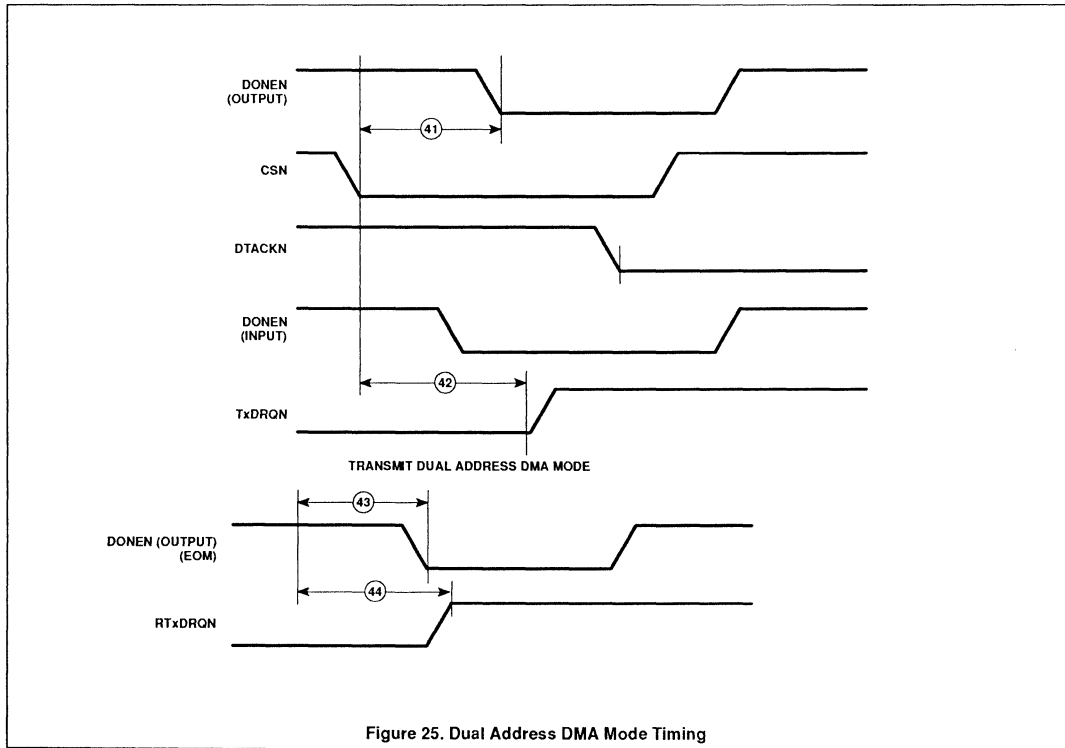 DONEN
(OUTPUT)
41
CSN
DTACKN
DONEN
(INPUT)
42
TxDRQN
TRANSMIT DUAL ADDRESS DMA MODE
43
DONEN (OUTPUT)
(EOM)
44
RTxDRQN
Figure 25. Dual Address DMA Mode Timing